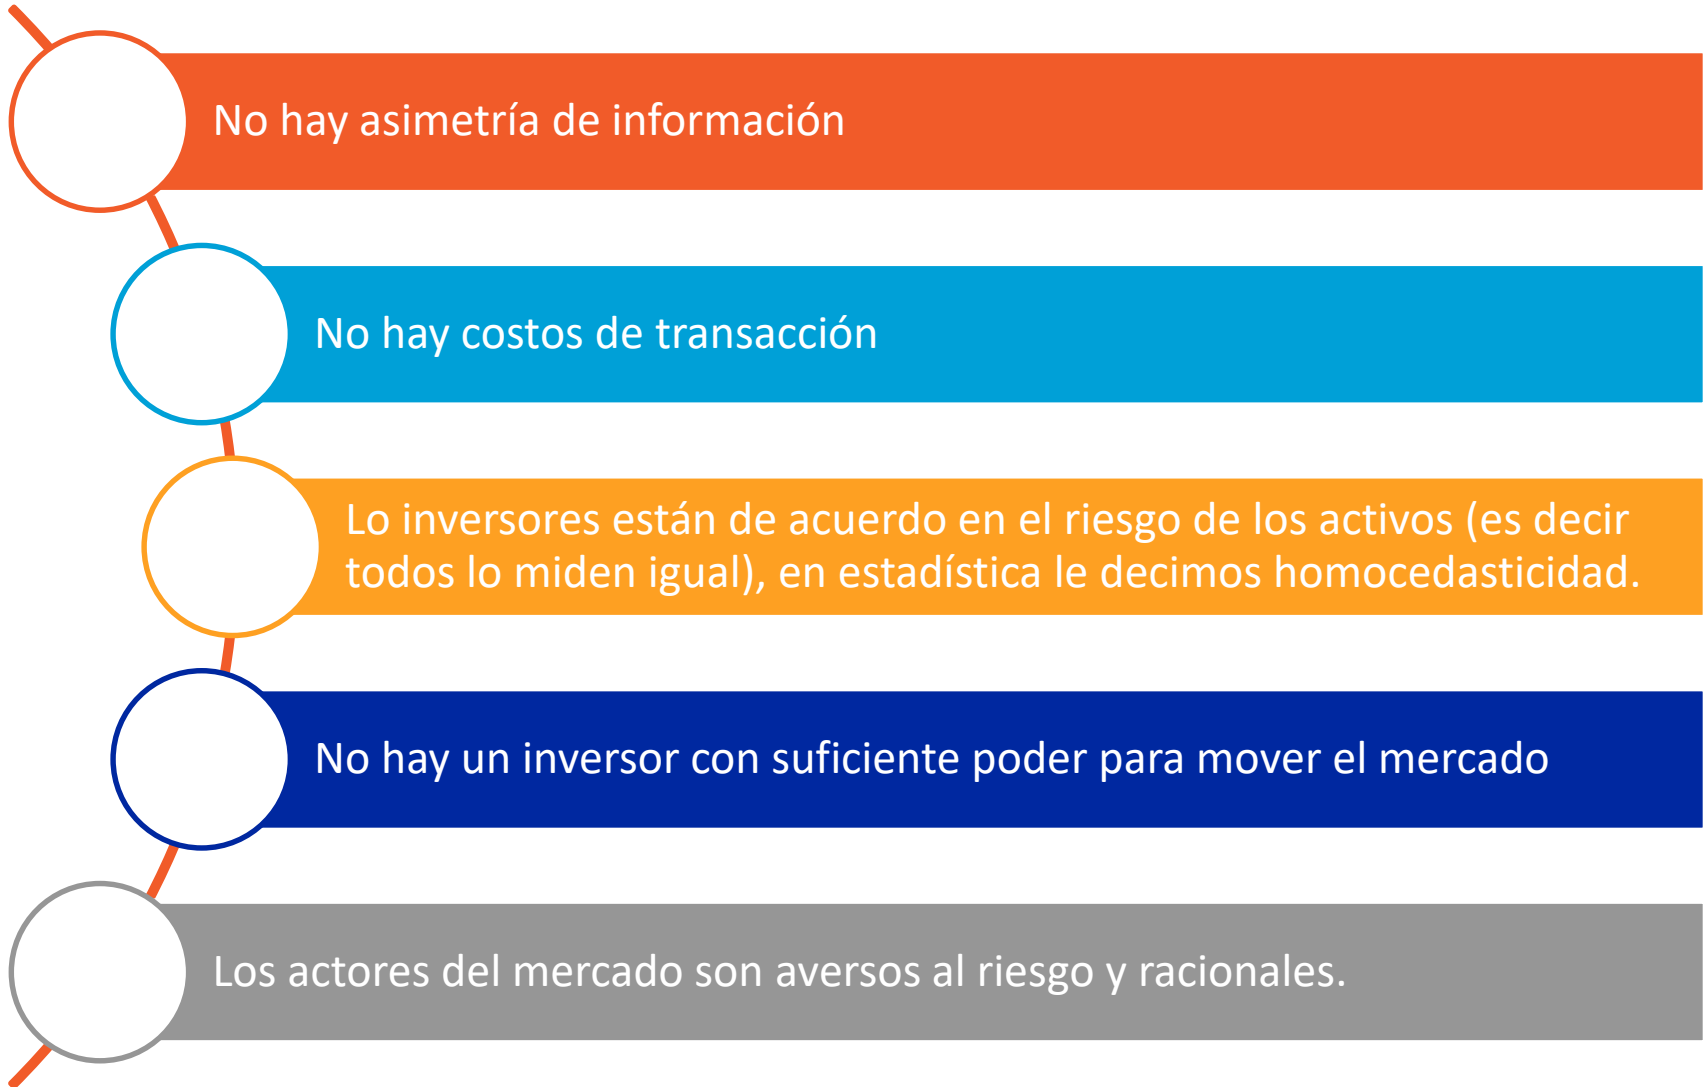 No hay asimetría de información
No hay costos de transacción
Lo inversores están de acuerdo en el riesgo de los activos (es decir
todos lo miden igual), en estadística le decimos homocedasticidad.
No hay un inversor con suficiente poder para mover el mercado
Los actores del mercado son aversos al riesgo y racionales.